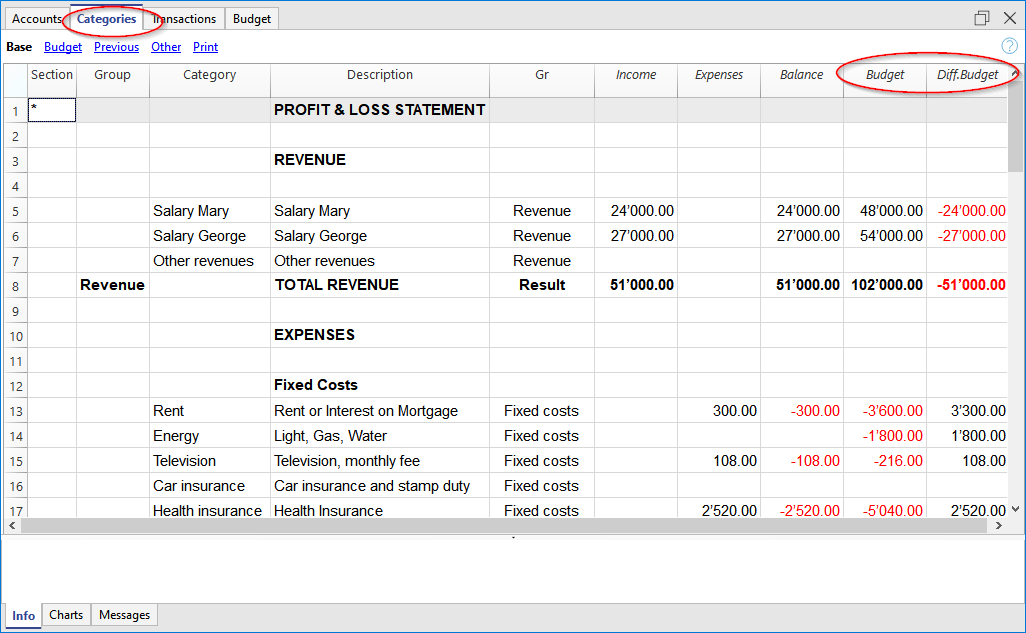 Accounts Categories Transactions Budget
Base Budget Previous Other Print ?
Section Group Category Description Gr Income Expenses Balance Budget Diff.Budget
1 * PROFIT & LOSS STATEMENT
2
3 REVENUE
4
5 Salary Mary Salary Mary Revenue 24’000.00 24’000.00 48’000.00 -24’000.00
6 Salary George Salary George Revenue 27’000.00 27’000.00 54’000.00 -27’000.00
7 Other revenues Other revenues Revenue
8 Revenue TOTAL REVENUE Result 51’000.00 51’000.00 102’000.00 -51’000.00
9
10 EXPENSES
11
12 Fixed Costs
13 Rent Rent or Interest on Mortgage Fixed costs 300.00 -300.00 -3’600.00 3’300.00
14 Energy Light, Gas, Water Fixed costs -1’800.00 1’800.00
15 Television Television, monthly fee Fixed costs 108.00 -108.00 -216.00 108.00
16 Car insurance Car insurance and stamp duty Fixed costs
17 Health insurance Health Insurance Fixed costs 2’520.00 -2’520.00 -5’040.00 2’520.00
Info Charts Messages